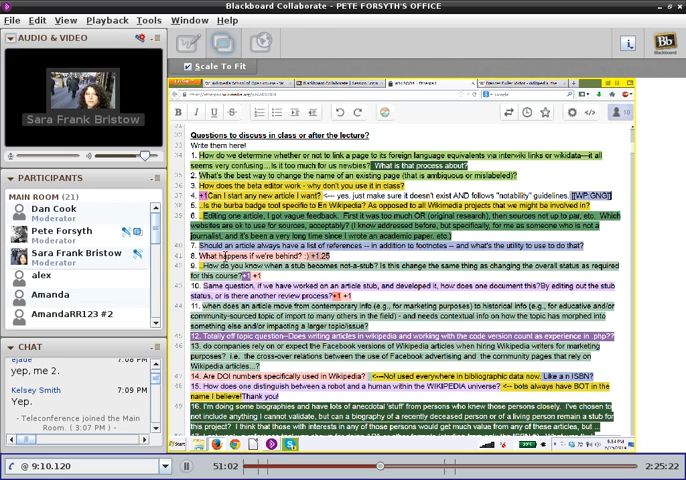 Blackboard Collaborate - PETE FORSYTH'S OFFICE
File Edit View Playback Tools Window Help
AUDIO & VIDEO
Scale To Fit
Bb
Sara Frank Bristow
PARTICIPANTS
MAIN ROOM (21)
Dan Cook
Moderator
Pete Forsyth
Moderator
Sara Frank Bristow
Moderator
alex
Amanda
AmandaRR123 #2
CHAT
ejade 7:08 PM
yep, me 2.
Kelsey Smith 7:09 PM
Yep.
- Teleconference joined the Main
Room. ( 3:07 PM ) -
@ 9:10.120
51:02
2:25:22
Questions to discuss in class or after the lecture?
Write them here!
1. How do we determine whether or not to link a page to its foreign language equivalents via interwiki links or wikidata—it all
seems very confusing...Is it too much for us newbies? What is that process about?
2. What's the best way to change the name of an existing page (that is ambiguous or mislabeled)?
3. How does the beta editor work - why don't you use it in class?
4. +1Can I start any new article I want? <--- yes, just make sure it doesn't exist AND follows "notability" guidelines. [[WP:GNG]]
5. ..Is the burba badge tool specific to En Wikipedia? As opposed to all Wikimedia projects that we might be involved in?
6. ..Editing one article, I got vague feedback. First it was too much OR (original research), then sources not up to par, etc. Which
websites are ok to use for sources, acceptable? (I know addressed before, but specifically, for me as someone who is not a
journalist, and it's been a very long time since I wrote an academic paper, etc.)
7. Should an article always have a list of references -- in addition to footnotes -- and what's the utility to use to do that?
8. What happens if we're behind? :) +1.25
9. ..How do you know when a stub becomes not-a-stub? Is this change the same thing as changing the overall status as required
for this course?+1 +1
10. Same question, if we have worked on an article stub, and developed it, how does one document this?By editing out the stub
status, or is there another review process?+1 +1
11. when does an article move from contemporary info (e.g., for marketing purposes) to historical info (e.g., for educative and/or
community-sourced topic of import to many others in the field) - and needs contextual info on how the topic has morphed into
something else and/or impacting a larger topic/issue?
12. Totally off topic question--Does writing articles in wikipedia and working with the version code count as experience in .php??
13. do companies rely on or expect the Facebook versions of Wikipedia articles when hiring Wikipedia writers for marketing
purposes? i.e. the cross-over relations between the use of Facebook advertising and the community pages that rely on
Wikipedia articles...?
14. Are DOI numbers specifically used in Wikipedia? <--Not used everywhere in bibliographic data now. Like a in ISBN?
15. How does one distinguish between a robot and a human within the WIKIPEDIA universe? <-- bots always have BOT in the
name I believe!Thank you!
16. I'm doing some biographies and have lots of anecdotal 'stuff' from persons who knew those persons closely. I've chosen to
not include anything I cannot validate, but can a biography of a recently deceased person or of a living person remain a stub for
this project? I think that those with interests in any of those persons would get much value from any of these articles, but ...